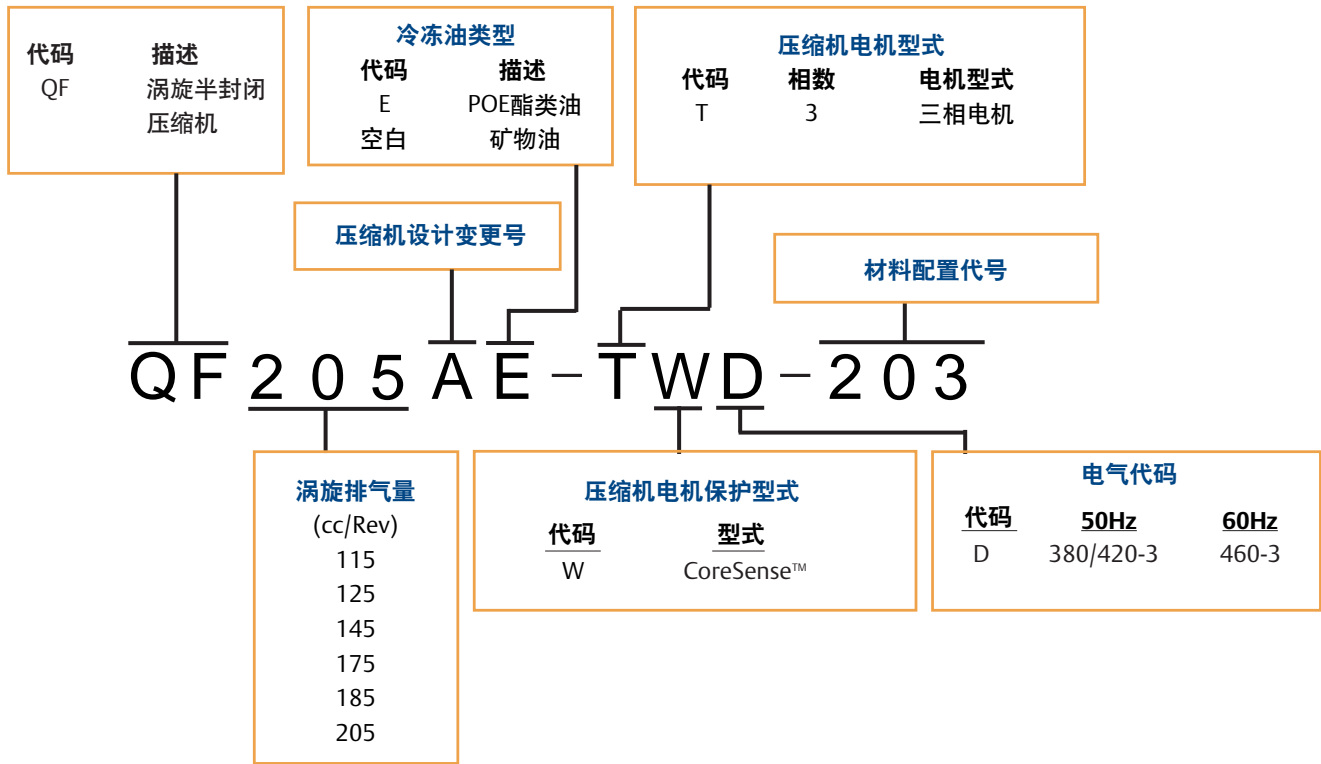 代码 描述
QF 涡旋半封闭
压缩机
冷冻油类型
代码 描述
E POE酯类油
空白 矿物油
压缩机电机型式
代码 相数 电机型式
T 3 三相电机
压缩机设计变更号
材料配置代号
QF205AE-TWD-203
涡旋排气量
(cc/Rev)
115
125
145
175
185
205
压缩机电机保护型式
代码 型式
W CoreSense™
电气代码
代码 50Hz 60Hz
D 380/420-3 460-3